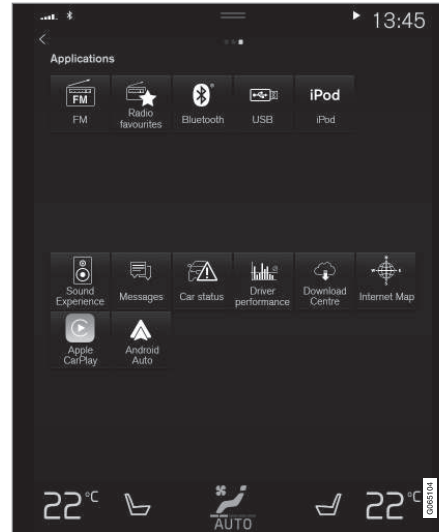 13:45
Applications
FM
FM
Radio
favourites
Bluetooth
USB
iPod
iPod
Sound
Experience
Messages
Car status
Driver
performance
Download
Centre
Internet Map
Apple
CarPlay
Android
Auto
22°C
AUTO
22°C
G065104